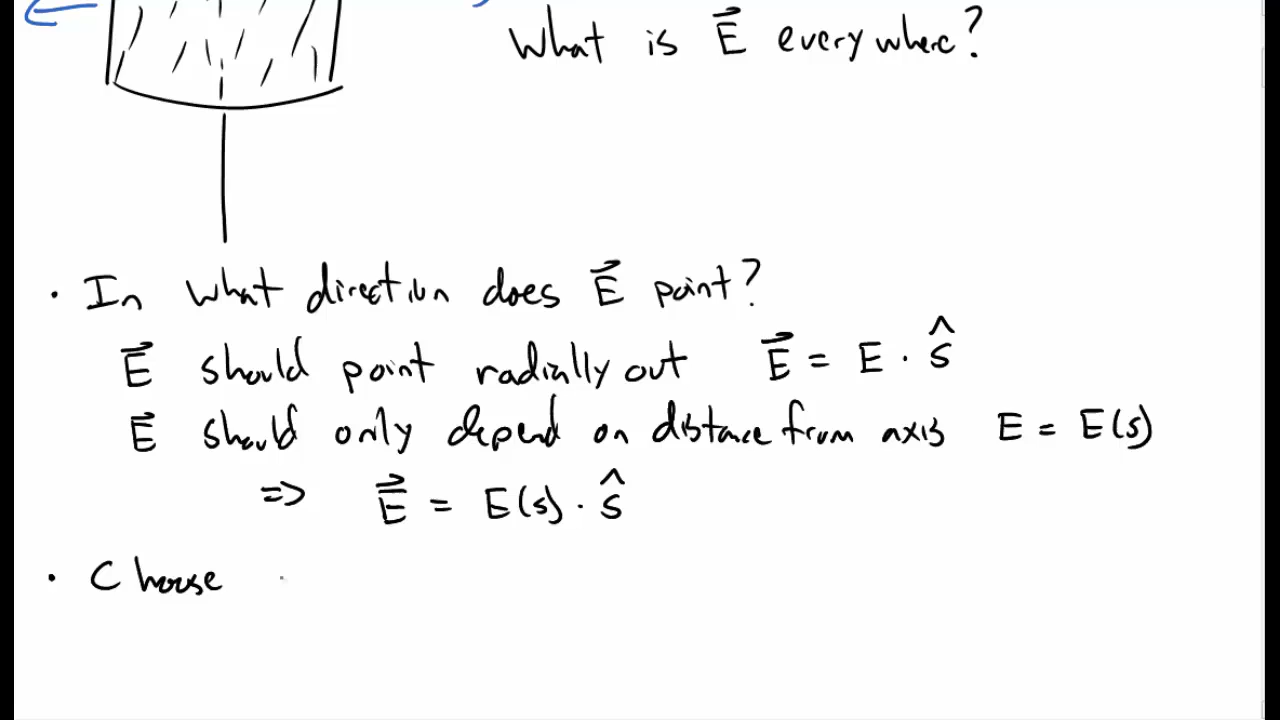 What is E⃗ everywhere?
· In what direction does E⃗ point?
E⃗ should point radially out E⃗ = E · ŝ
E⃗ should only depend on distance from axis E = E(s)
=> E⃗ = E(s) · ŝ
· Choose